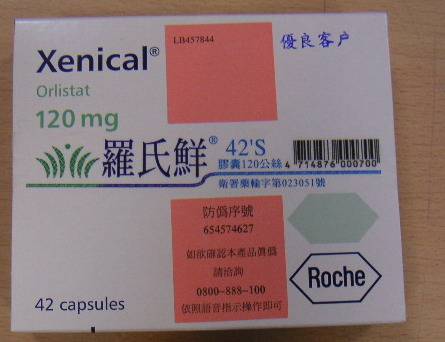 Xenical®
Orlistat
120 mg
LB457844
優良客户
羅氏鮮®
42'S
膠囊120公絲
4 714876 000700
衛署藥輸字第023051號
防僞序號
654574627
如欲確認本產品真僞
請洽詢
0800-888-100
依照語音指示操作即可
Roche
42 capsules